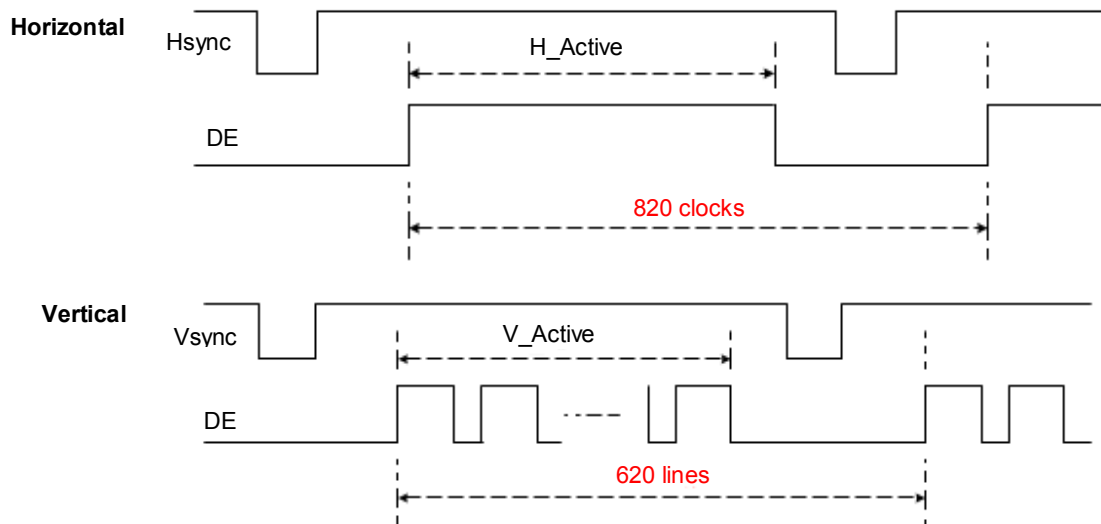 Horizontal
Hsync
H_Active
DE
820 clocks
Vertical
Vsync
V_Active
DE
620 lines